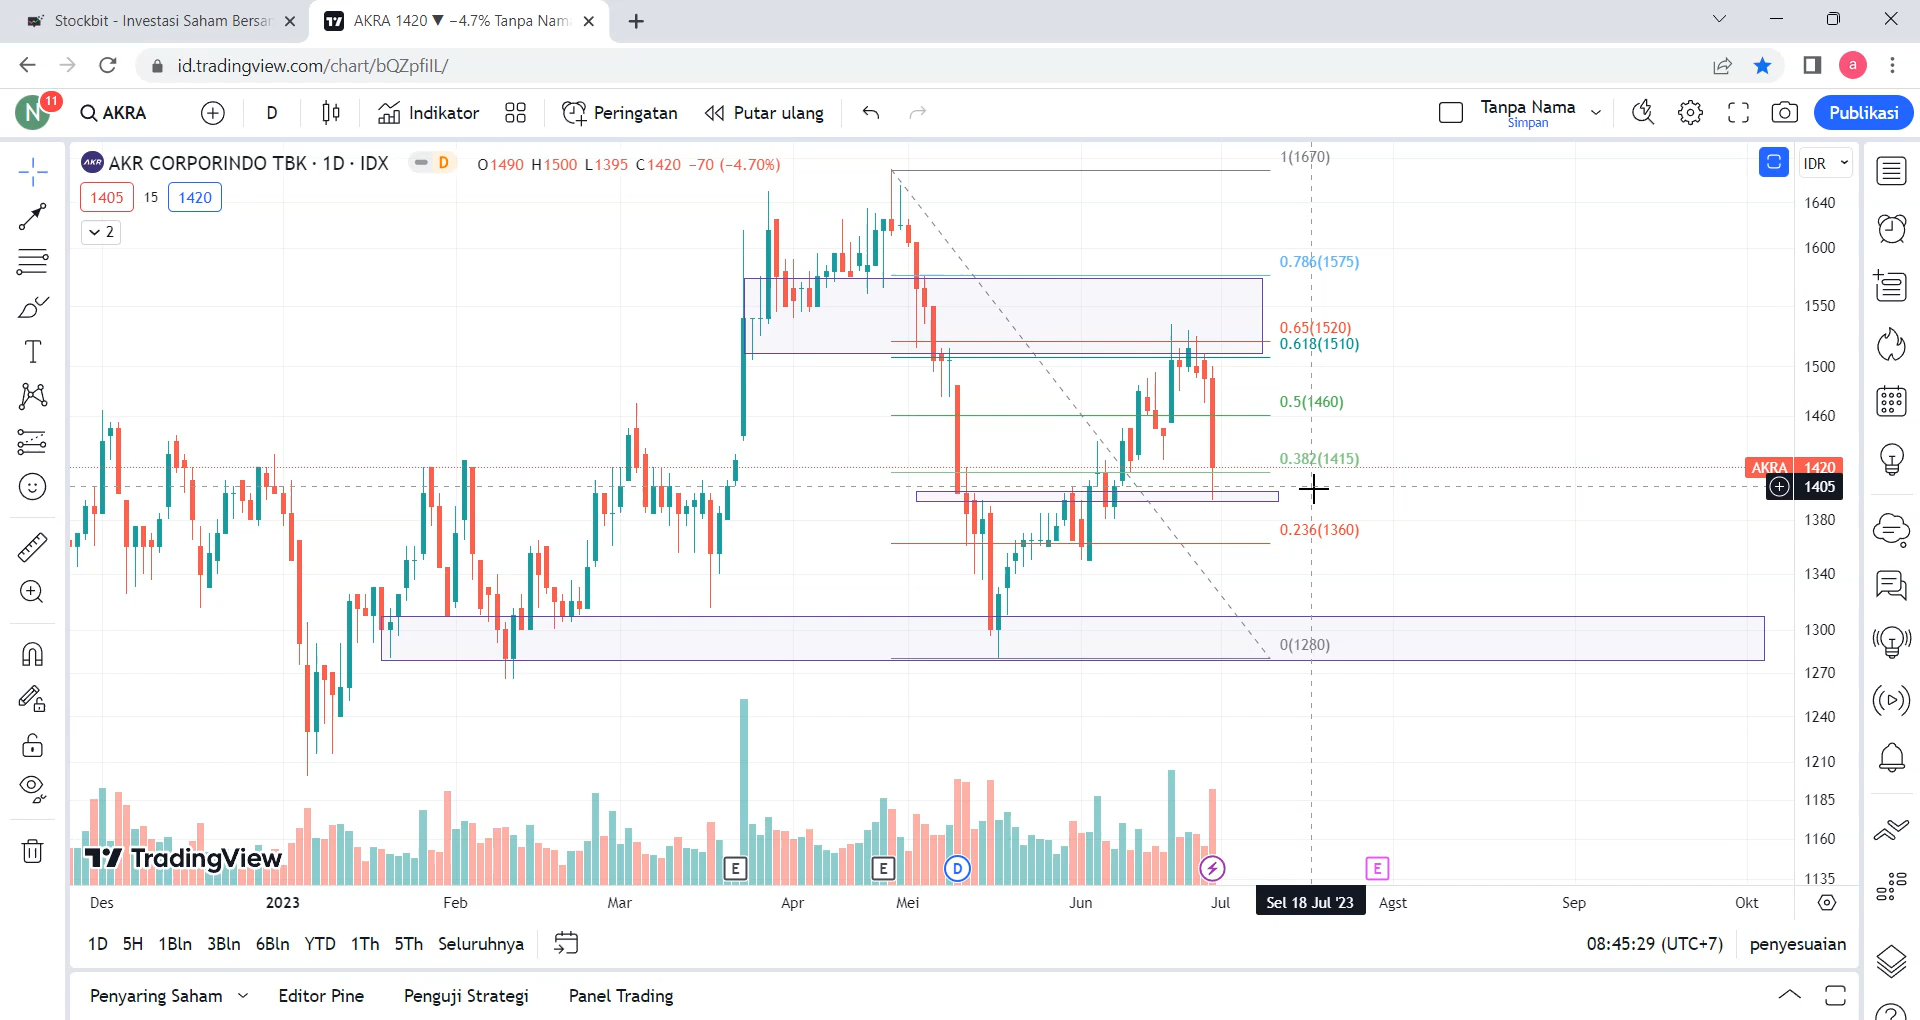 Stockbit - Investasi Saham Bersar
AKRA 1420 ▼ −4.7% Tanpa Nam
id.tradingview.com/chart/bQZpfilL/
N
11
AKRA
D
Indikator
Peringatan
Putar ulang
Tanpa Nama
Simpan
Publikasi
a
AKR
AKR CORPORINDO TBK · 1D · IDX
D
O1490 H1500 L1395 C1420 −70 (−4.70%)
IDR
1405
15
1420
2
1(1670)
0.786(1575)
0.65(1520)
0.618(1510)
0.5(1460)
0.382(1415)
0.236(1360)
0(1280)
1640
1600
1550
1500
1460
AKRA 1420
1405
1380
1340
1300
1270
1240
1210
1185
1160
1135
TradingView
E
E
D
E
Des
2023
Feb
Mar
Apr
Mei
Jun
Jul
Sel 18 Jul '23
Agst
Sep
Okt
1D
5H
1Bln
3Bln
6Bln
YTD
1Th
5Th
Seluruhnya
08:45:29 (UTC+7)
penyesuaian
Penyaring Saham
Editor Pine
Penguji Strategi
Panel Trading